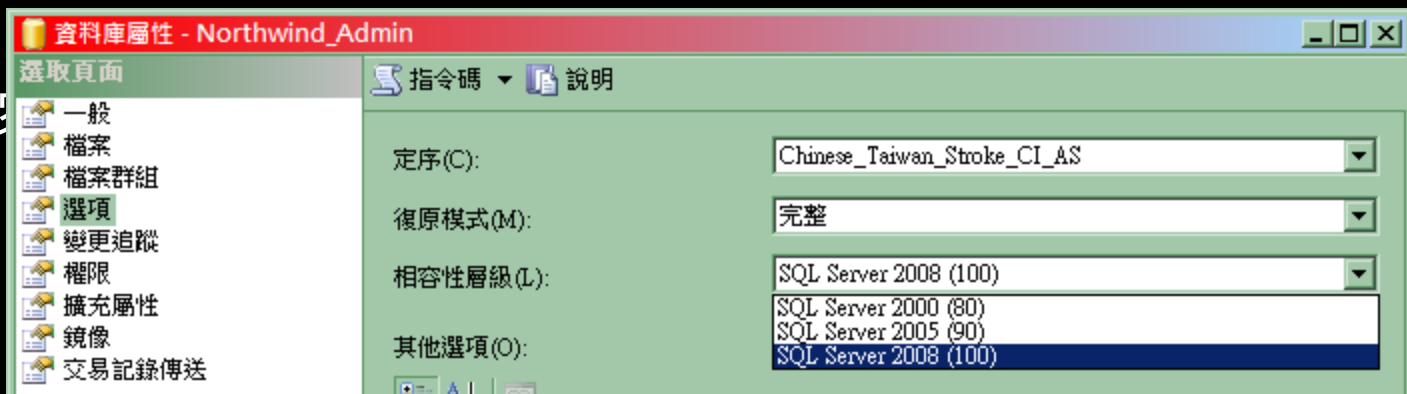 資料庫屬性 - Northwind_Admin
選取頁面
一般
檔案
檔案群組
選項
變更追蹤
權限
擴充屬性
鏡像
交易記錄傳送
指令碼 說明
定序(C): Chinese_Taiwan_Stroke_CI_AS
復原模式(M): 完整
相容性層級(L): SQL Server 2008 (100)
SQL Server 2000 (80)
SQL Server 2005 (90)
SQL Server 2008 (100)
其他選項(O):